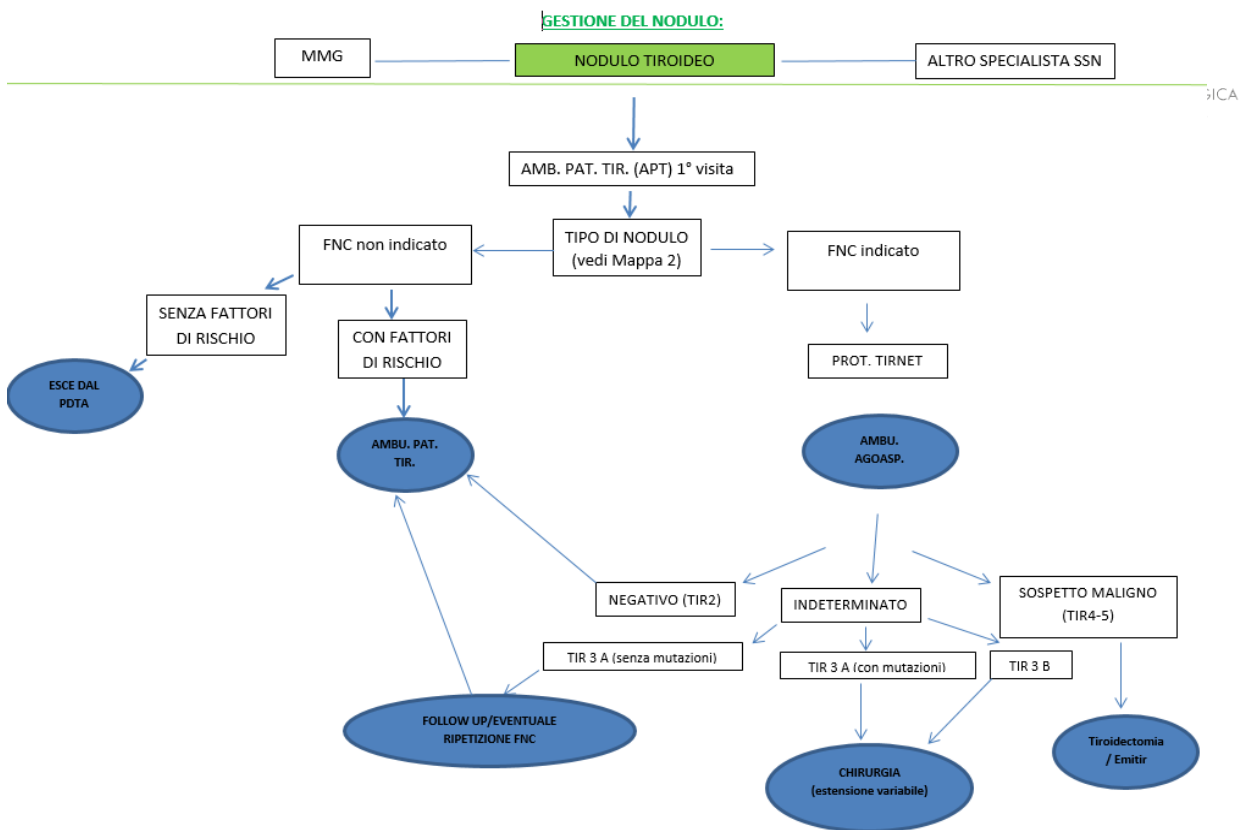 GESTIONE DEL NODULO:
MMG
NODULO TIROIDEO
ALTRO SPECIALISTA SSN
GICA
AMB. PAT. TIR. (APT) 1° visita
FNC non indicato
TIPO DI NODULO
(vedi Mappa 2)
FNC indicato
SENZA FATTORI
DI RISCHIO
CON FATTORI
DI RISCHIO
PROT. TIRNET
ESCE DAL
PDTA
AMBU. PAT.
TIR.
AMBU.
AGOASP.
NEGATIVO (TIR2)
INDETERMINATO
SOSPETTO MALIGNO
(TIR4-5)
TIR 3 A (senza mutazioni)
TIR 3 A (con mutazioni)
TIR 3 B
FOLLOW UP/EVENTUALE
RIPETIZIONE FNC
CHIRURGIA
(estensione variabile)
Tiroidectomia
/ Emitir